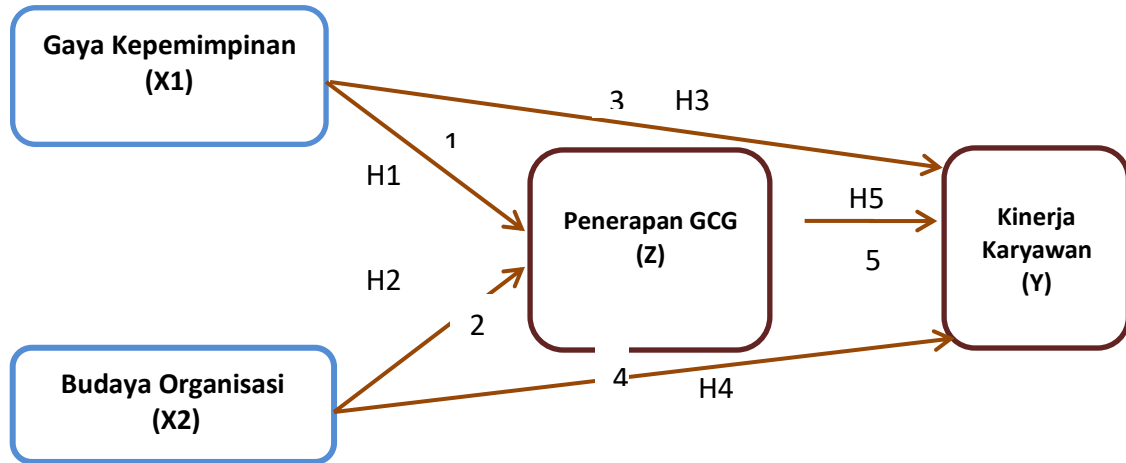 Gaya Kepemimpinan
(X1)
3
H3
1
H1
Penerapan GCG
(Z)
H5
5
Kinerja
Karyawan
(Y)
H2
2
4
H4
Budaya Organisasi
(X2)